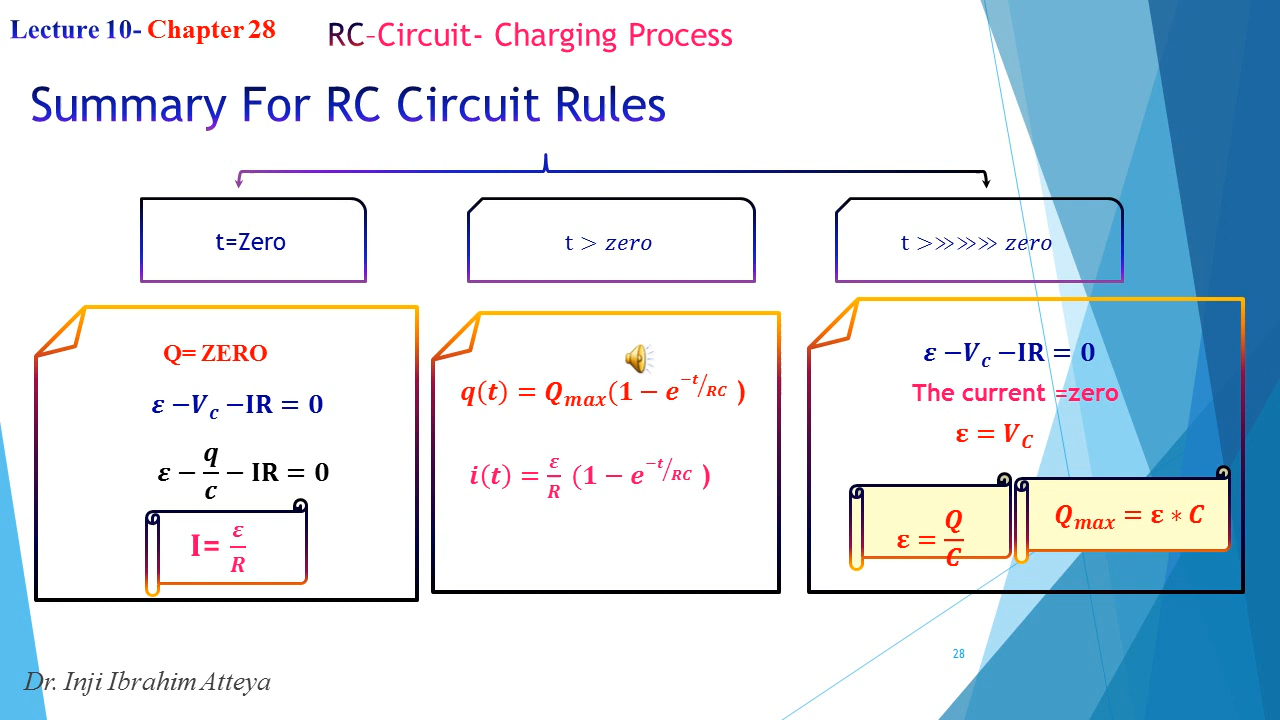 Lecture 10- Chapter 28
RC–Circuit- Charging Process
Summary For RC Circuit Rules
t=Zero
t > zero
t >≫≫≫ zero
Q= ZERO
ε −V_c −IR = 0
ε − q/c − IR = 0
I= ε/R
q(t) = Q_max(1 − e^(−t/RC) )
i(t) = ε/R (1 − e^(−t/RC) )
ε −V_c −IR = 0
The current =zero
ε = V_C
ε = Q/C
Q_max = ε ∗ C
28
Dr. Inji Ibrahim Atteya